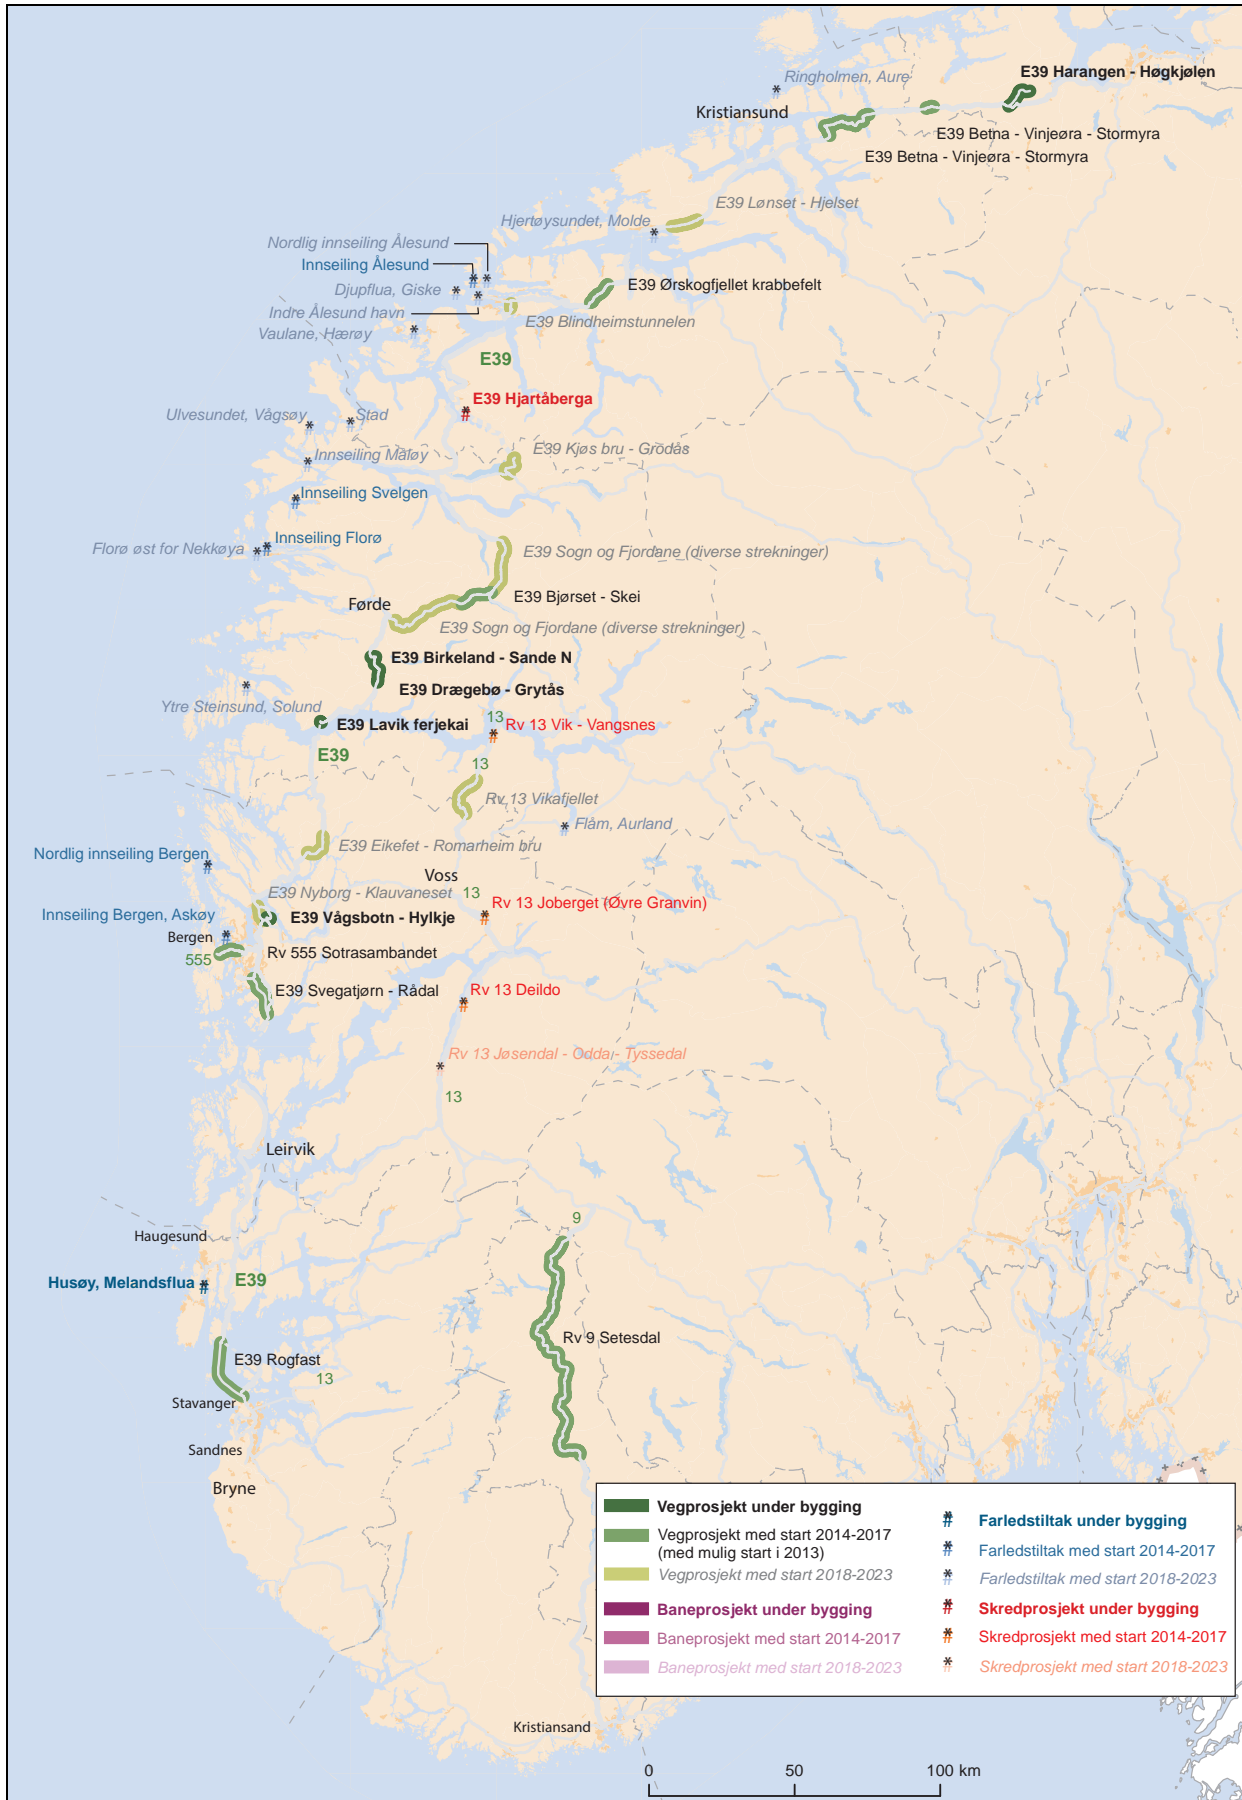 E39 Harangen - Høgkjølen
Ringholmen, Aure
Kristiansund
E39 Betna - Vinjeøra - Stormyra
E39 Betna - Vinjeøra - Stormyra
E39 Lønset - Hjelset
Hjertøysundet, Molde
Nordlig innseiling Ålesund
Innseiling Ålesund
Djupflua, Giske
E39 Ørskogfjellet krabbefelt
Indre Ålesund havn
E39 Blindheimstunnelen
Vaulane, Hærøy
E39
E39 Hjartåberga
Ulvesundet, Vågsøy
Stad
E39 Kjøs bru - Grodås
Innseiling Måløy
Innseiling Svelgen
Innseiling Florø
Florø øst for Nekkøya
E39 Sogn og Fjordane (diverse strekninger)
E39 Bjørset - Skei
Førde
E39 Sogn og Fjordane (diverse strekninger)
E39 Birkeland - Sande N
E39 Drægebø - Grytås
Ytre Steinsund, Solund
13
E39 Lavik ferjekai
Rv 13 Vik - Vangsnes
E39
13
Rv 13 Vikafjellet
Flåm, Aurland
E39 Eikefet - Romarheim bru
Nordlig innseiling Bergen
Voss
E39 Nyborg - Klauvaneset
13
Rv 13 Joberget (Øvre Granvin)
Innseiling Bergen, Askøy
E39 Vågsbotn - Hylkje
Bergen
Rv 555 Sotrasambandet
555
E39 Svegatjørn - Rådal
Rv 13 Deildo
Rv 13 Jøsendal - Odda - Tyssedal
13
Leirvik
9
Haugesund
Husøy, Melandsflua
E39
Rv 9 Setesdal
E39 Rogfast
13
Stavanger
Sandnes
Bryne
Vegprosjekt under bygging
Vegprosjekt med start 2014-2017
(med mulig start i 2013)
Vegprosjekt med start 2018-2023
Baneprosjekt under bygging
Baneprosjekt med start 2014-2017
Baneprosjekt med start 2018-2023
Farledstiltak under bygging
Farledstiltak med start 2014-2017
Farledstiltak med start 2018-2023
Skredprosjekt under bygging
Skredprosjekt med start 2014-2017
Skredprosjekt med start 2018-2023
Kristiansand
0 50 100 km